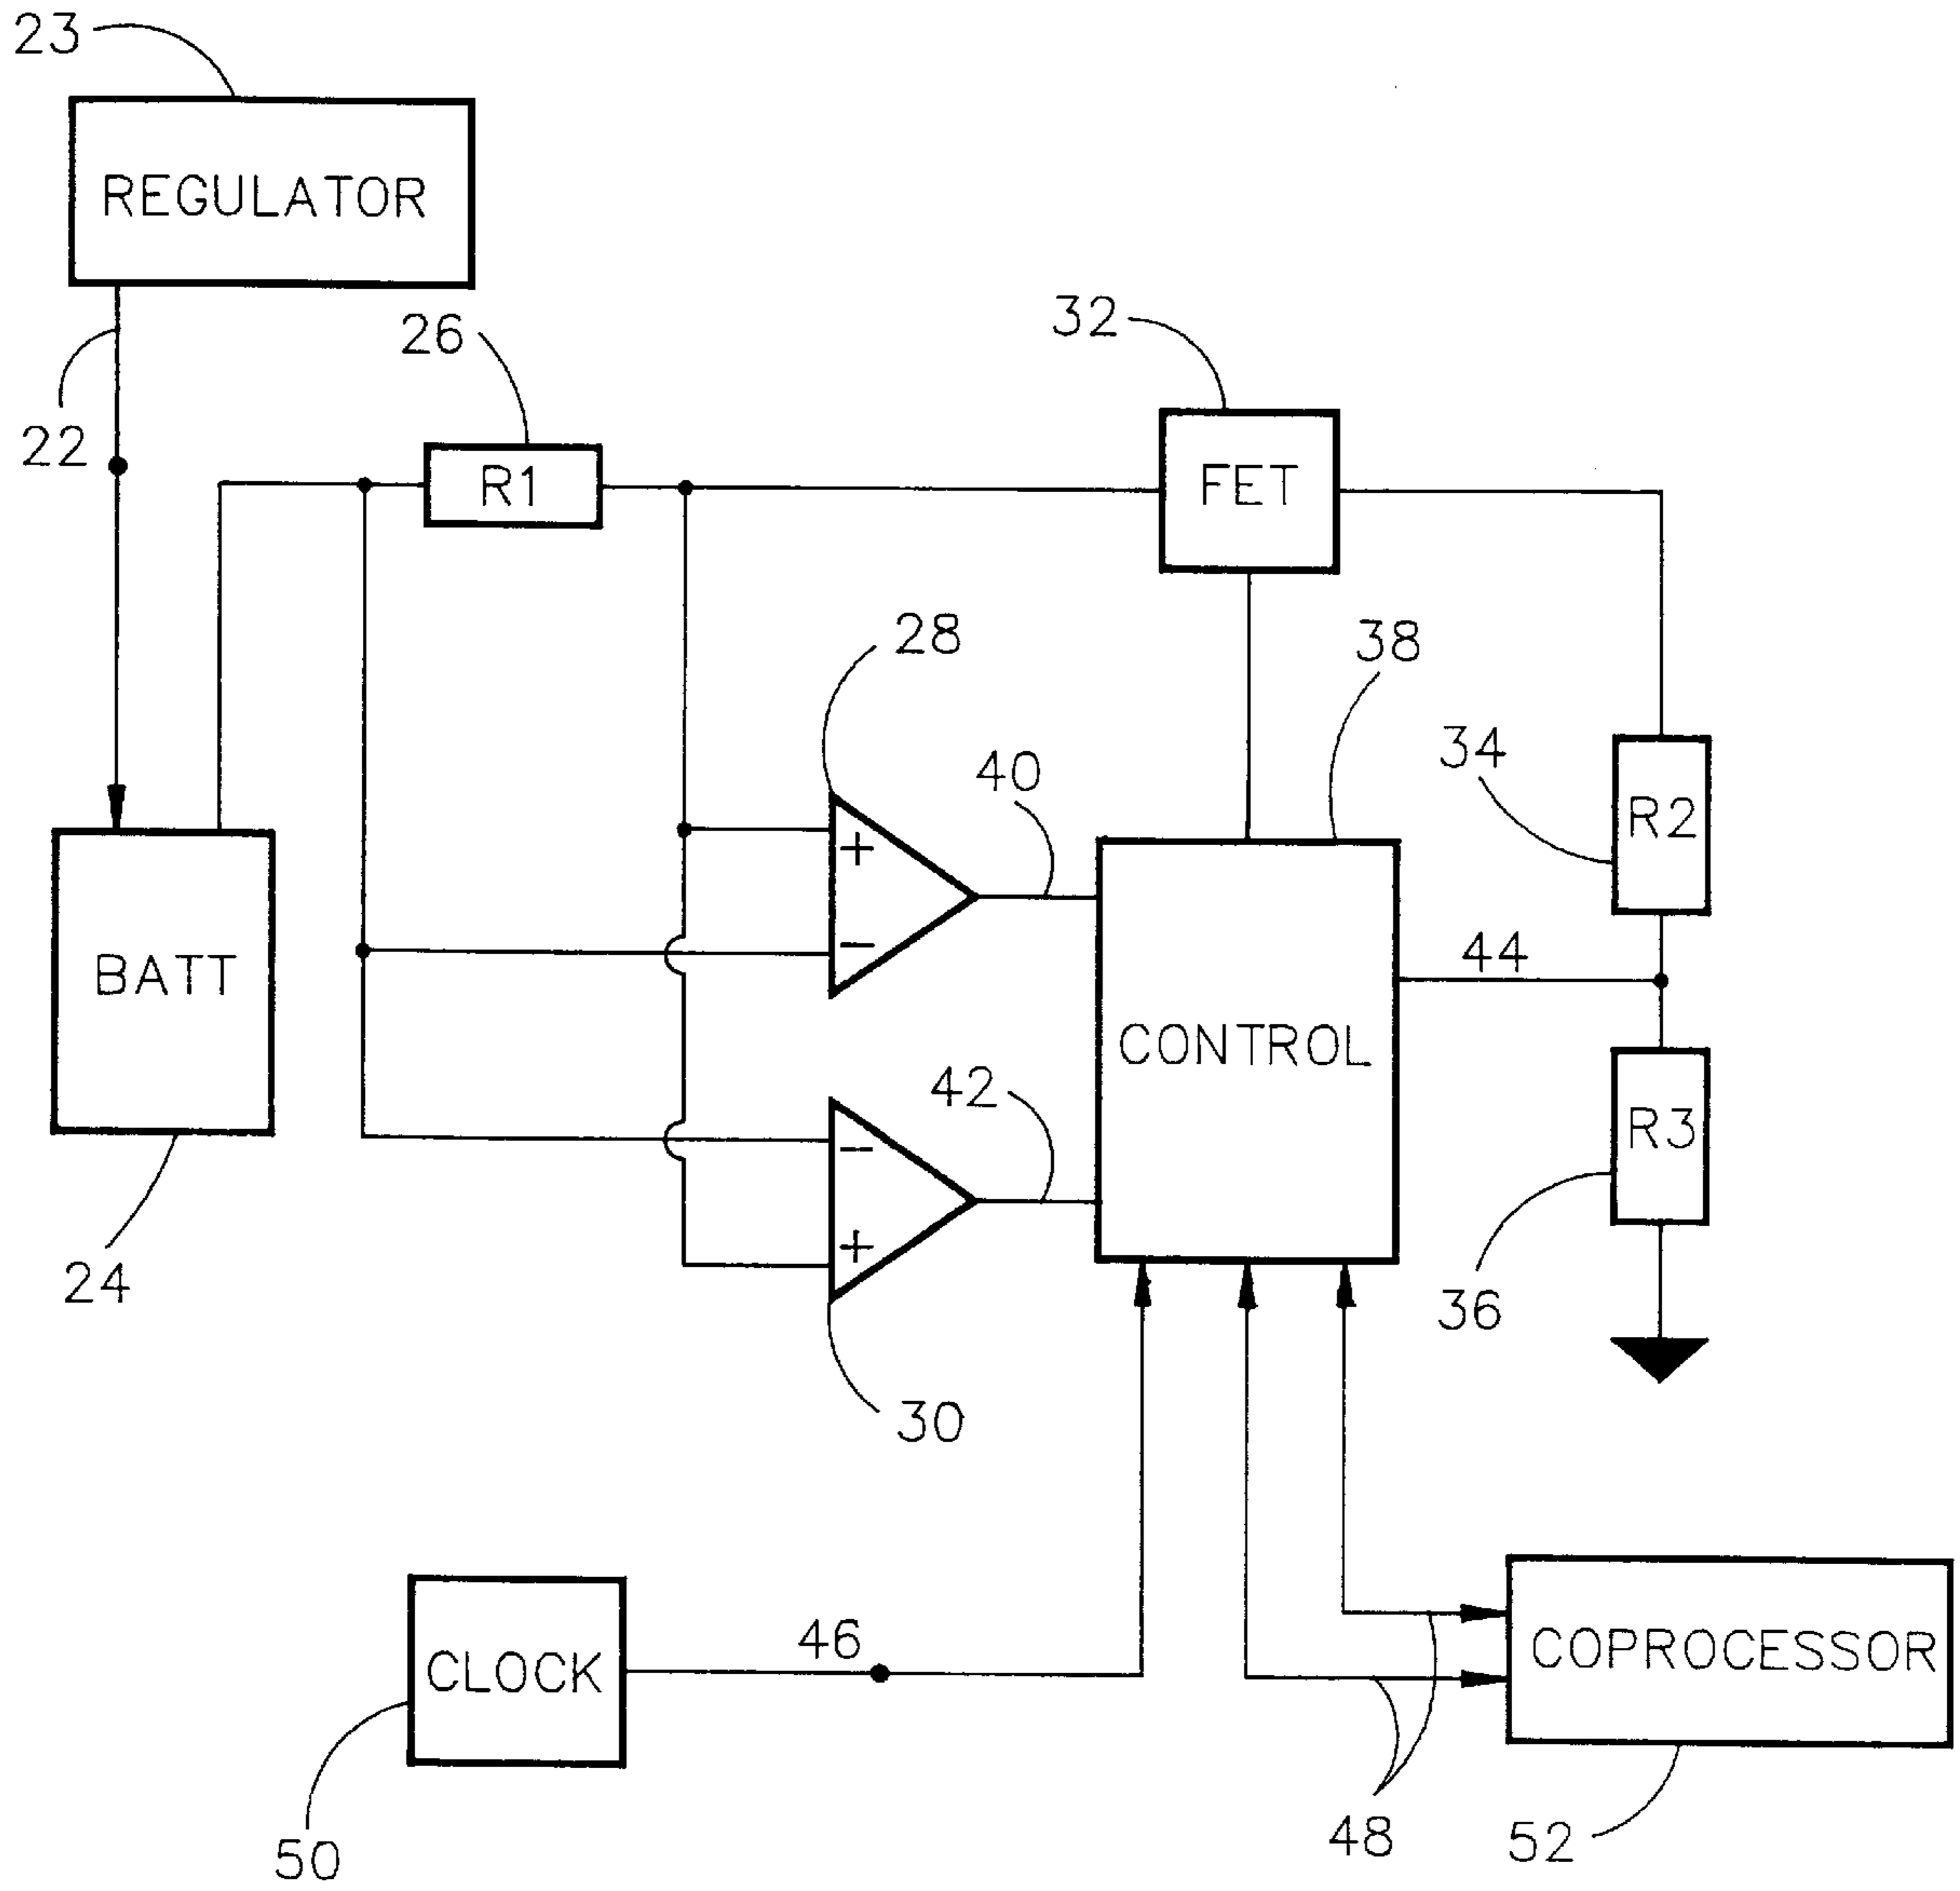 23
REGULATOR
22
26
R1
32
FET
28
38
40
34
R2
BATT
+
−
44
CONTROL
42
R3
−
+
24
36
30
46
CLOCK
COPROCESSOR
50
48
52